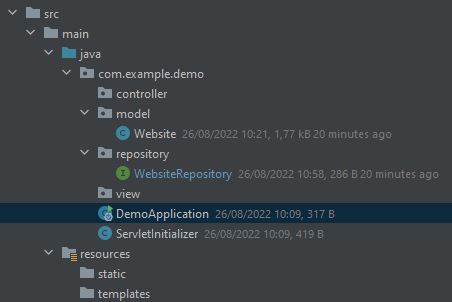 src
main
java
com.example.demo
controller
model
Website 26/08/2022 10:21, 1,77 kB 20 minutes ago
repository
WebsiteRepository 26/08/2022 10:58, 286 B 20 minutes ago
view
DemoApplication 26/08/2022 10:09, 317 B
ServletInitializer 26/08/2022 10:09, 419 B
resources
static
templates